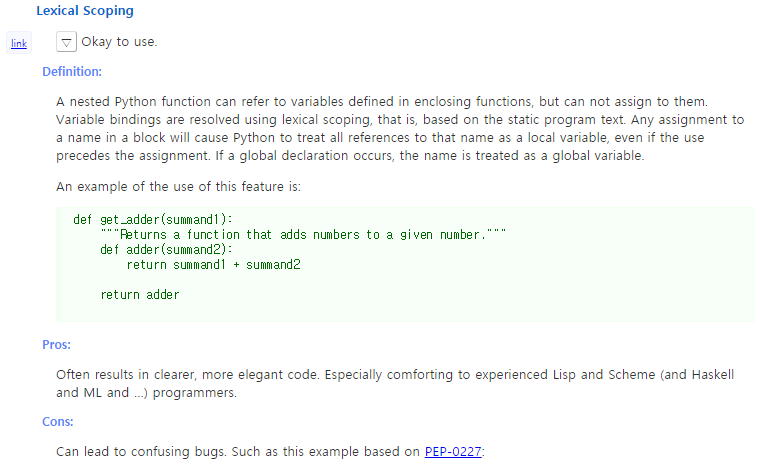 Lexical Scoping
link ▽ Okay to use.
Definition:
A nested Python function can refer to variables defined in enclosing functions, but can not assign to them.
Variable bindings are resolved using lexical scoping, that is, based on the static program text. Any assignment to
a name in a block will cause Python to treat all references to that name as a local variable, even if the use
precedes the assignment. If a global declaration occurs, the name is treated as a global variable.
An example of the use of this feature is:
def get_adder(summand1):
    """Returns a function that adds numbers to a given number."""
    def adder(summand2):
        return summand1 + summand2
    return adder
Pros:
Often results in clearer, more elegant code. Especially comforting to experienced Lisp and Scheme (and Haskell
and ML and …) programmers.
Cons:
Can lead to confusing bugs. Such as this example based on PEP-0227: